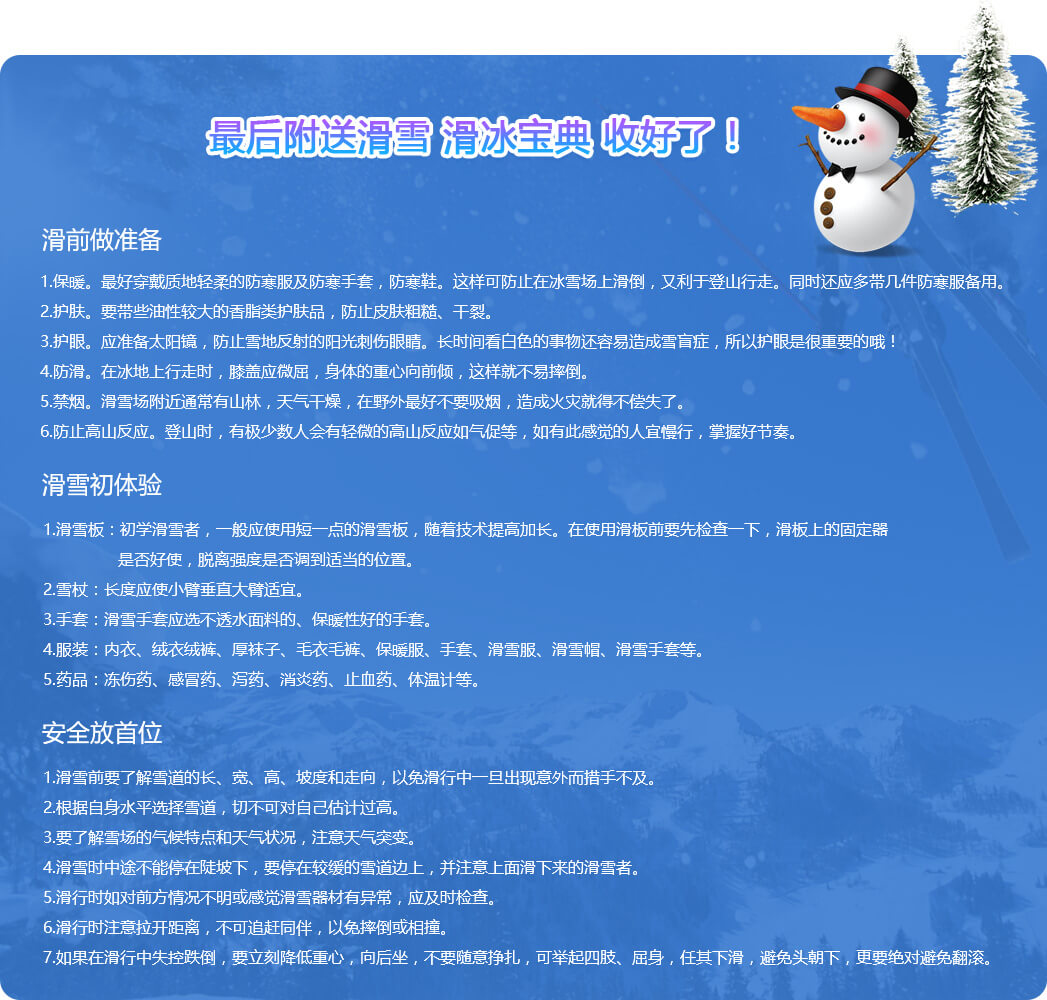 最后附送滑雪 滑冰宝典 收好了！
滑前做准备
1.保暖。最好穿戴质地轻柔的防寒服及防寒手套，防寒鞋。这样可防止在冰雪场上滑倒，又利于登山行走。同时还应多带几件防寒服备用。
2.护肤。要带些油性较大的香脂类护肤品，防止皮肤粗糙、干裂。
3.护眼。应准备太阳镜，防止雪地反射的阳光刺伤眼睛。长时间看白色的事物还容易造成雪盲症，所以护眼是很重要的哦！
4.防滑。在冰地上行走时，膝盖应微屈，身体的重心向前倾，这样就不易摔倒。
5.禁烟。滑雪场附近通常有山林，天气干燥，在野外最好不要吸烟，造成火灾就得不偿失了。
6.防止高山反应。登山时，有极少数人会有轻微的高山反应如气促等，如有此感觉的人宜慢行，掌握好节奏。
滑雪初体验
1.滑雪板：初学滑雪者，一般应使用短一点的滑雪板，随着技术提高加长。在使用滑板前要先检查一下，滑板上的固定器
是否好使，脱离强度是否调到适当的位置。
2.雪杖：长度应使小臂垂直大臂适宜。
3.手套：滑雪手套应选不透水面料的、保暖性好的手套。
4.服装：内衣、绒衣绒裤、厚袜子、毛衣毛裤、保暖服、手套、滑雪服、滑雪帽、滑雪手套等。
5.药品：冻伤药、感冒药、泻药、消炎药、止血药、体温计等。
安全放首位
1.滑雪前要了解雪道的长、宽、高、坡度和走向，以免滑行中一旦出现意外而措手不及。
2.根据自身水平选择雪道，切不可对自己估计过高。
3.要了解雪场的气候特点和天气状况，注意天气突变。
4.滑雪时中途不能停在陡坡下，要停在较缓的雪道边上，并注意上面滑下来的滑雪者。
5.滑行时如对前方情况不明或感觉滑雪器材有异常，应及时检查。
6.滑行时注意拉开距离，不可追赶同伴，以免摔倒或相撞。
7.如果在滑行中失控跌倒，要立刻降低重心，向后坐，不要随意挣扎，可举起四肢、屈身，任其下滑，避免头朝下，更要绝对避免翻滚。